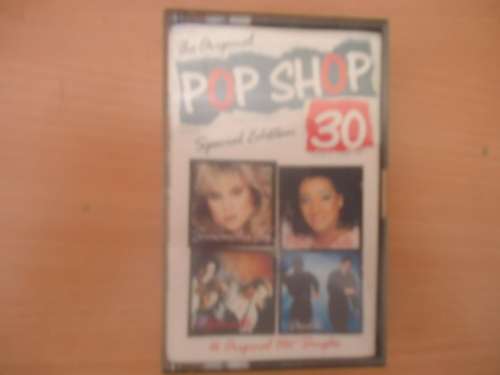 The Original
POP SHOP
Special Edition
30
16 Original Hit Singles